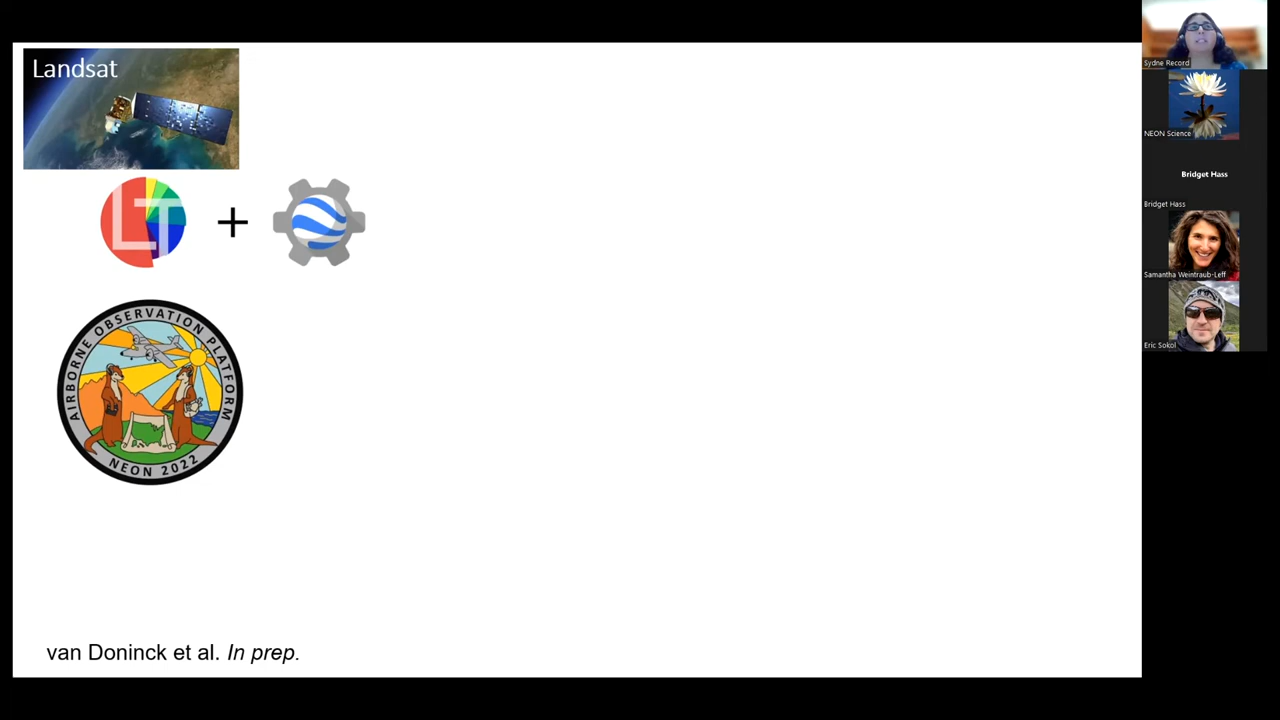 Landsat
LT
+
AIRBORNE OBSERVATION PLATFORM
NEON 2022
van Doninck et al. In prep.
Sydne Record
NEON Science
Bridget Hass
Bridget Hass
Samantha Weintraub-Leff
Eric Sokol